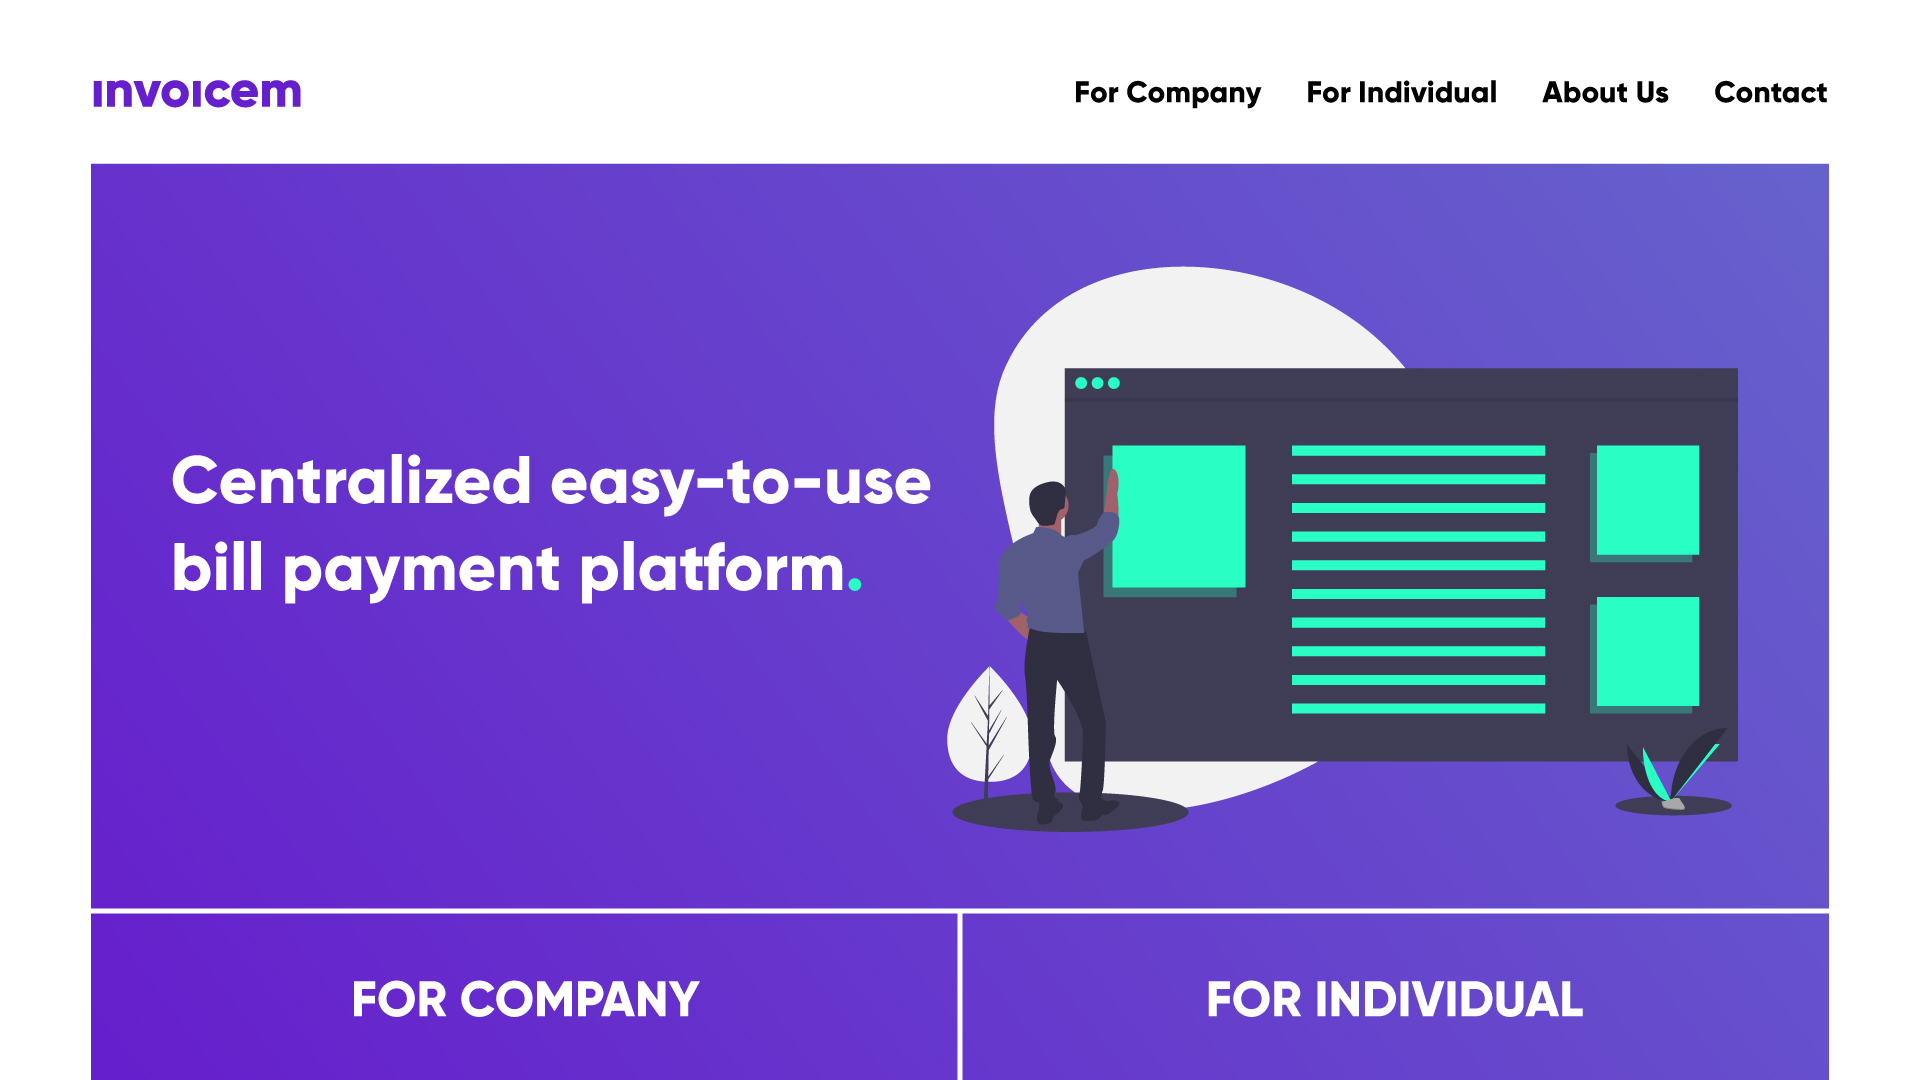 invoicem
For Company
For Individual
About Us
Contact
Centralized easy-to-use
bill payment platform.
FOR COMPANY
FOR INDIVIDUAL